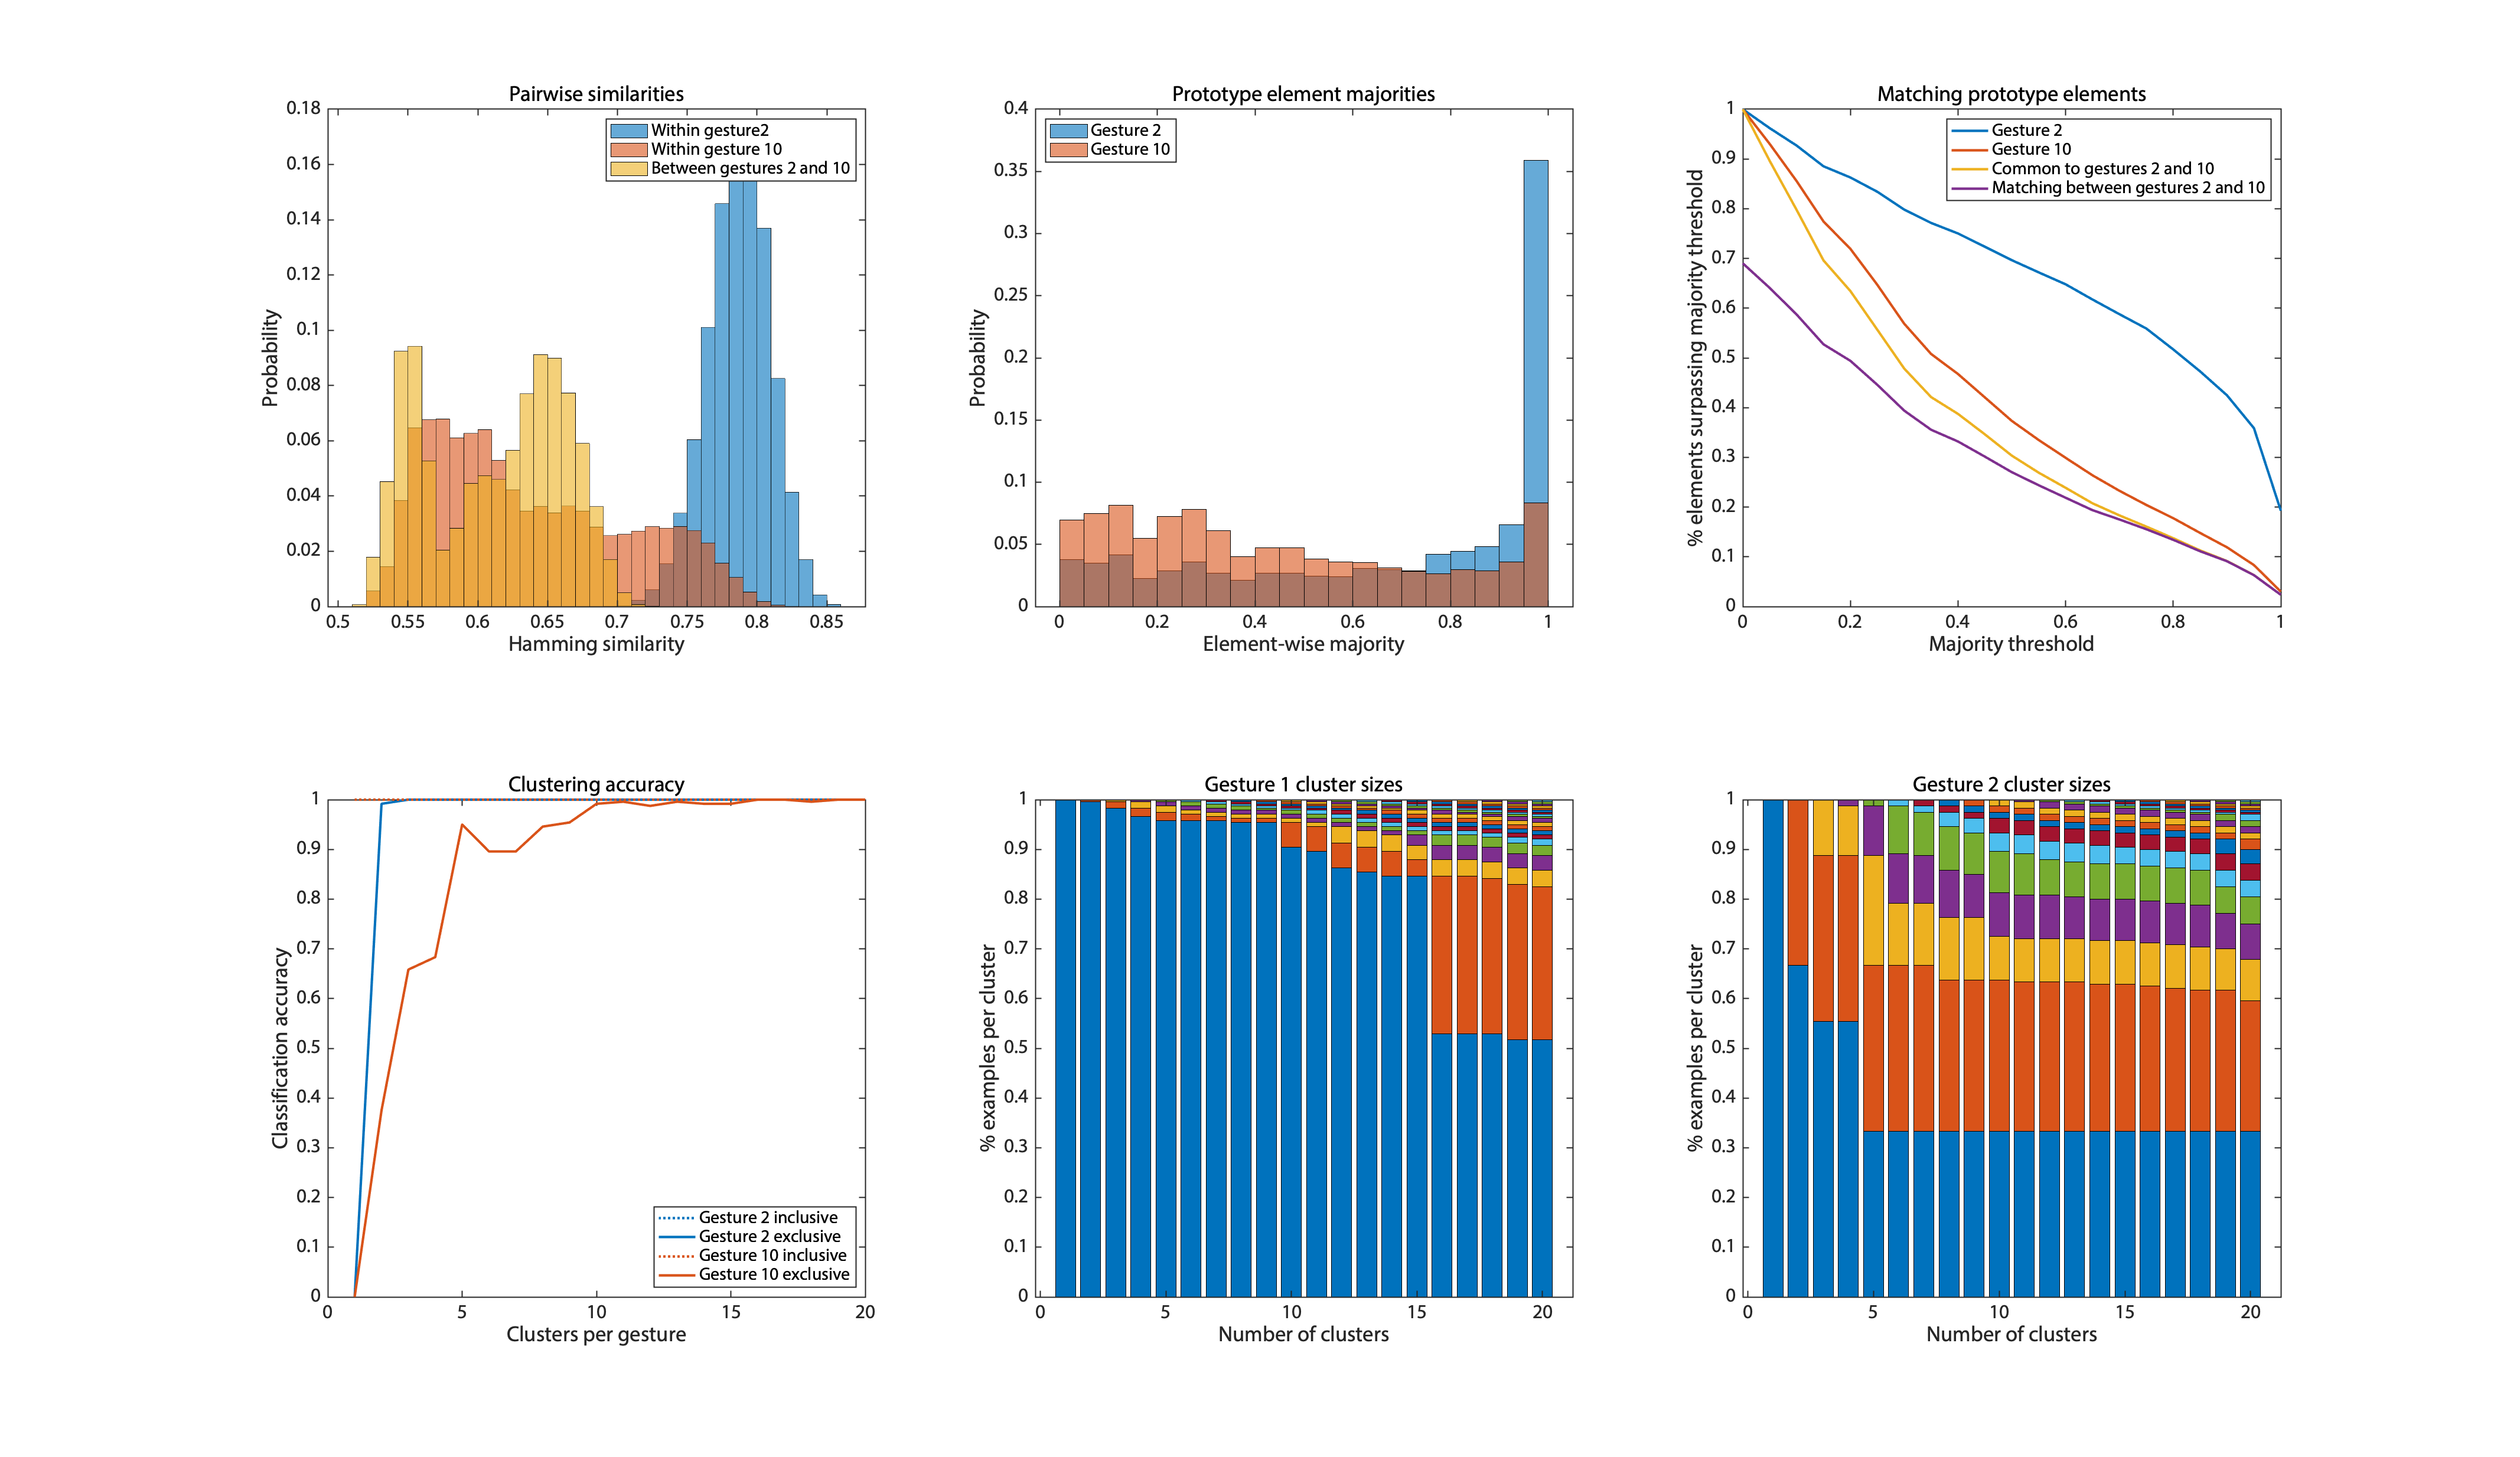 Pairwise similarities
0.18
0.16
0.14
0.12
0.1
0.08
0.06
0.04
0.02
0
Probability
Within gesture2
Within gesture 10
Between gestures 2 and 10
0.5 0.55 0.6 0.65 0.7 0.75 0.8 0.85
Hamming similarity
Prototype element majorities
0.4
0.35
0.3
0.25
0.2
0.15
0.1
0.05
0
Probability
Gesture 2
Gesture 10
0 0.2 0.4 0.6 0.8 1
Element-wise majority
Matching prototype elements
1
0.9
0.8
0.7
0.6
0.5
0.4
0.3
0.2
0.1
0
% elements surpassing majority threshold
Gesture 2
Gesture 10
Common to gestures 2 and 10
Matching between gestures 2 and 10
0 0.2 0.4 0.6 0.8 1
Majority threshold
Clustering accuracy
1
0.9
0.8
0.7
0.6
0.5
0.4
0.3
0.2
0.1
0
Classification accuracy
Gesture 2 inclusive
Gesture 2 exclusive
Gesture 10 inclusive
Gesture 10 exclusive
0 5 10 15 20
Clusters per gesture
Gesture 1 cluster sizes
1
0.9
0.8
0.7
0.6
0.5
0.4
0.3
0.2
0.1
0
% examples per cluster
0 5 10 15 20
Number of clusters
Gesture 2 cluster sizes
1
0.9
0.8
0.7
0.6
0.5
0.4
0.3
0.2
0.1
0
% examples per cluster
0 5 10 15 20
Number of clusters